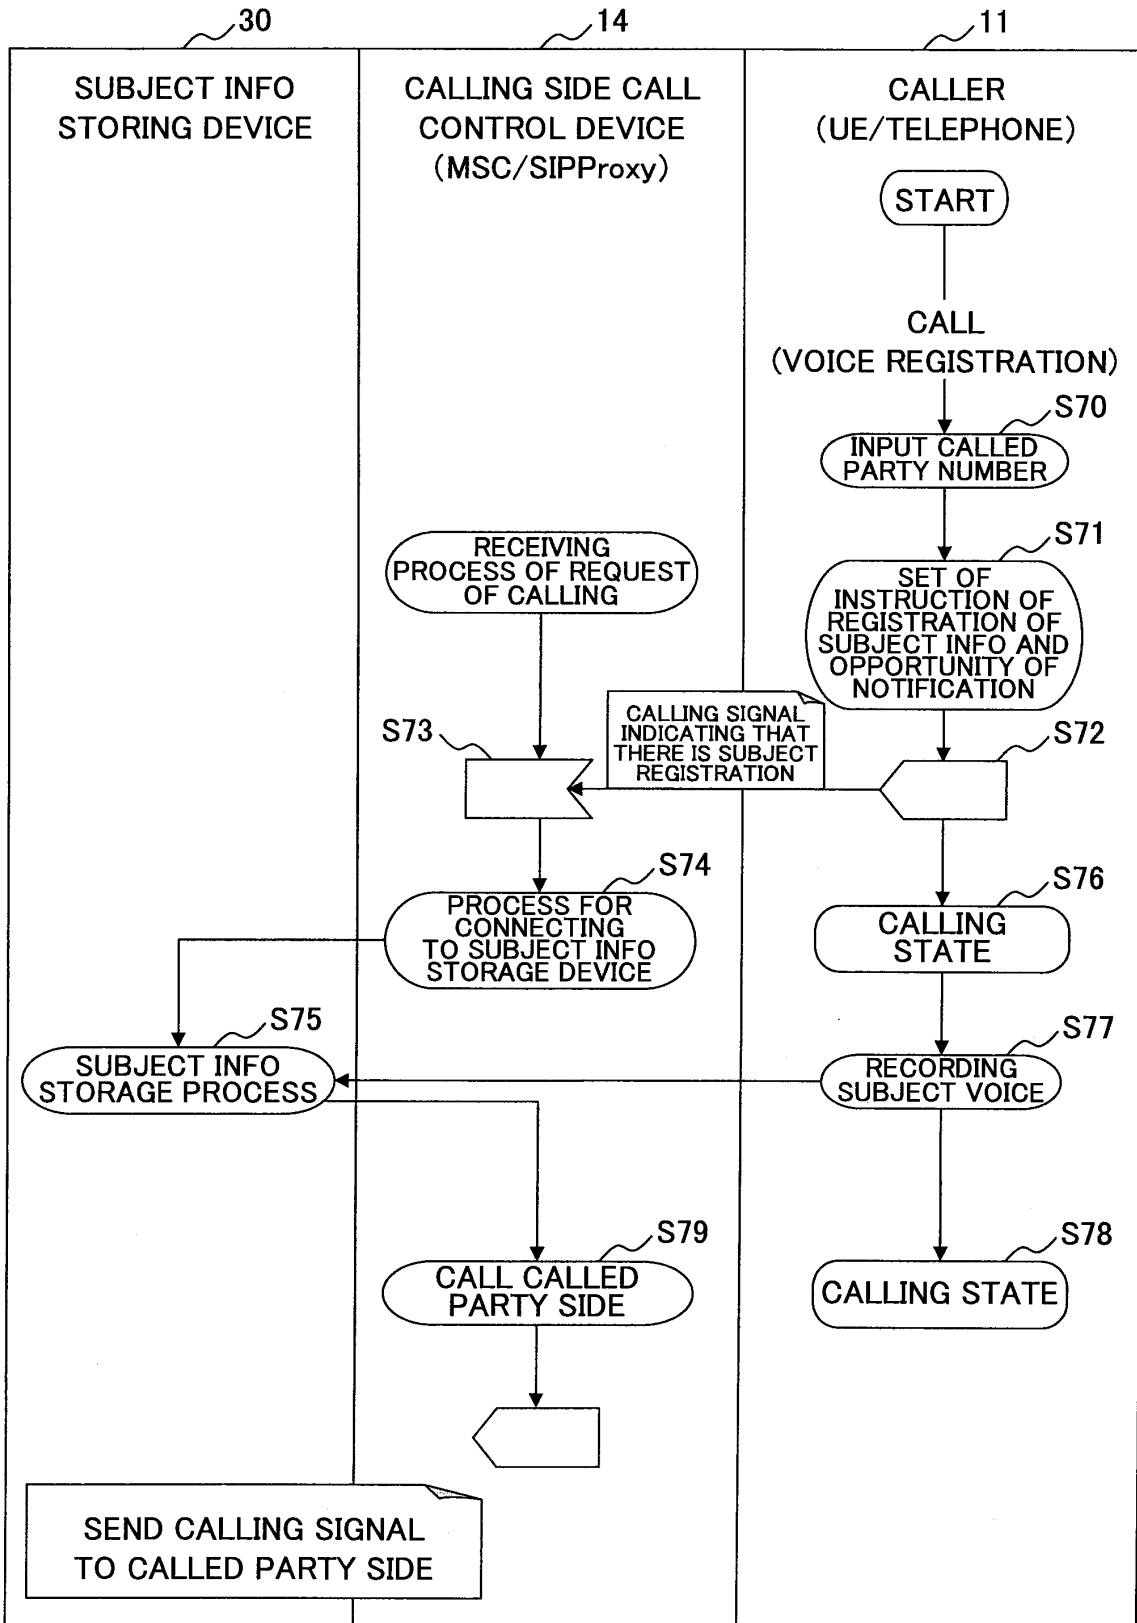 30
14
11
SUBJECT INFO
STORING DEVICE
CALLING SIDE CALL
CONTROL DEVICE
(MSC/SIPProxy)
CALLER
(UE/TELEPHONE)
START
CALL
(VOICE REGISTRATION)
S70
INPUT CALLED
PARTY NUMBER
S71
SET OF
INSTRUCTION OF
REGISTRATION OF
SUBJECT INFO AND
OPPORTUNITY OF
NOTIFICATION
RECEIVING
PROCESS OF REQUEST
OF CALLING
CALLING SIGNAL
INDICATING THAT
THERE IS SUBJECT
REGISTRATION
S73
S72
S74
PROCESS FOR
CONNECTING
TO SUBJECT INFO
STORAGE DEVICE
S76
CALLING
STATE
S75
SUBJECT INFO
STORAGE PROCESS
S77
RECORDING
SUBJECT VOICE
S79
CALL CALLED
PARTY SIDE
S78
CALLING STATE
SEND CALLING SIGNAL
TO CALLED PARTY SIDE